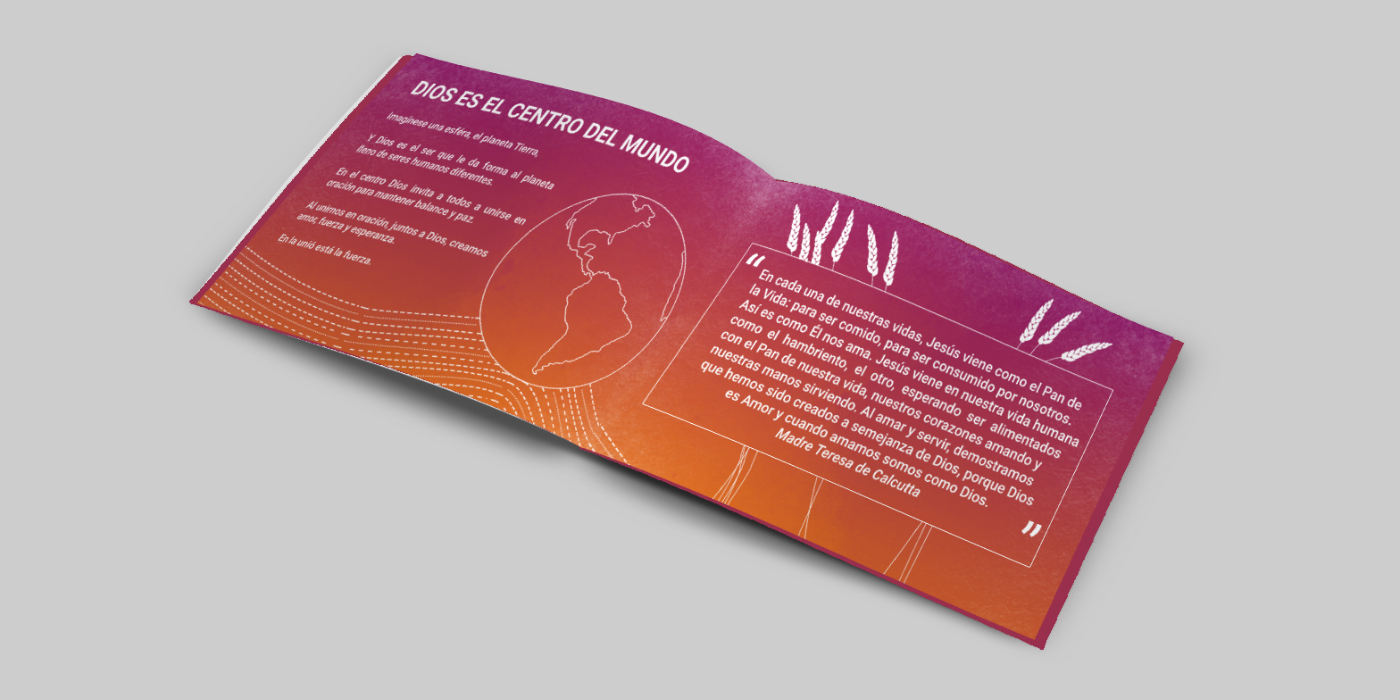 DIOS ES EL CENTRO DEL MUNDO
Imagínese una esféra, el planeta Tierra,
Y Dios es el ser que le da forma al planeta
lleno de seres humanos diferentes.
En el centro Dios invita a todos a unirse en
oración para mantener balance y paz.
Al unirnos en oración, juntos a Dios, creamos
amor, fuerza y esperanza.
En la unió está la fuerza.
“
En cada una de nuestras vidas, Jesús viene como el Pan de
la Vida: para ser comido, para ser consumido por nosotros.
Así es como Él nos ama. Jesús viene en nuestra vida humana
como el hambriento, el otro, esperando ser alimentados
con el Pan de nuestra vida, nuestros corazones amando y
nuestras manos sirviendo. Al amar y servir, demostramos
que hemos sido creados a semejanza de Dios, porque Dios
es Amor y cuando amamos somos como Dios.
Madre Teresa de Calcutta
”